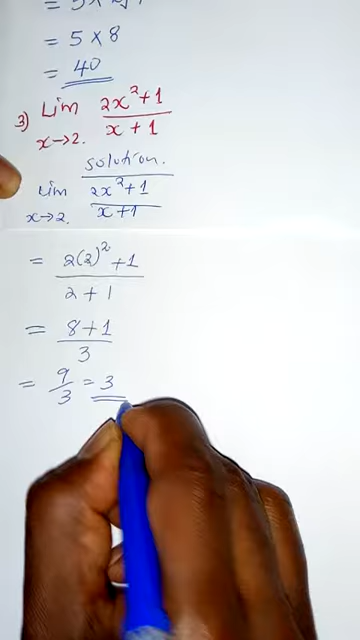 = 5 × 8
= 40
3) Lim x→2. (2x²+1)/(x+1)
solution.
Lim x→2. (2x²+1)/(x+1)
= (2(2)²+1)/(2+1)
= (8+1)/3
= 9/3 = 3